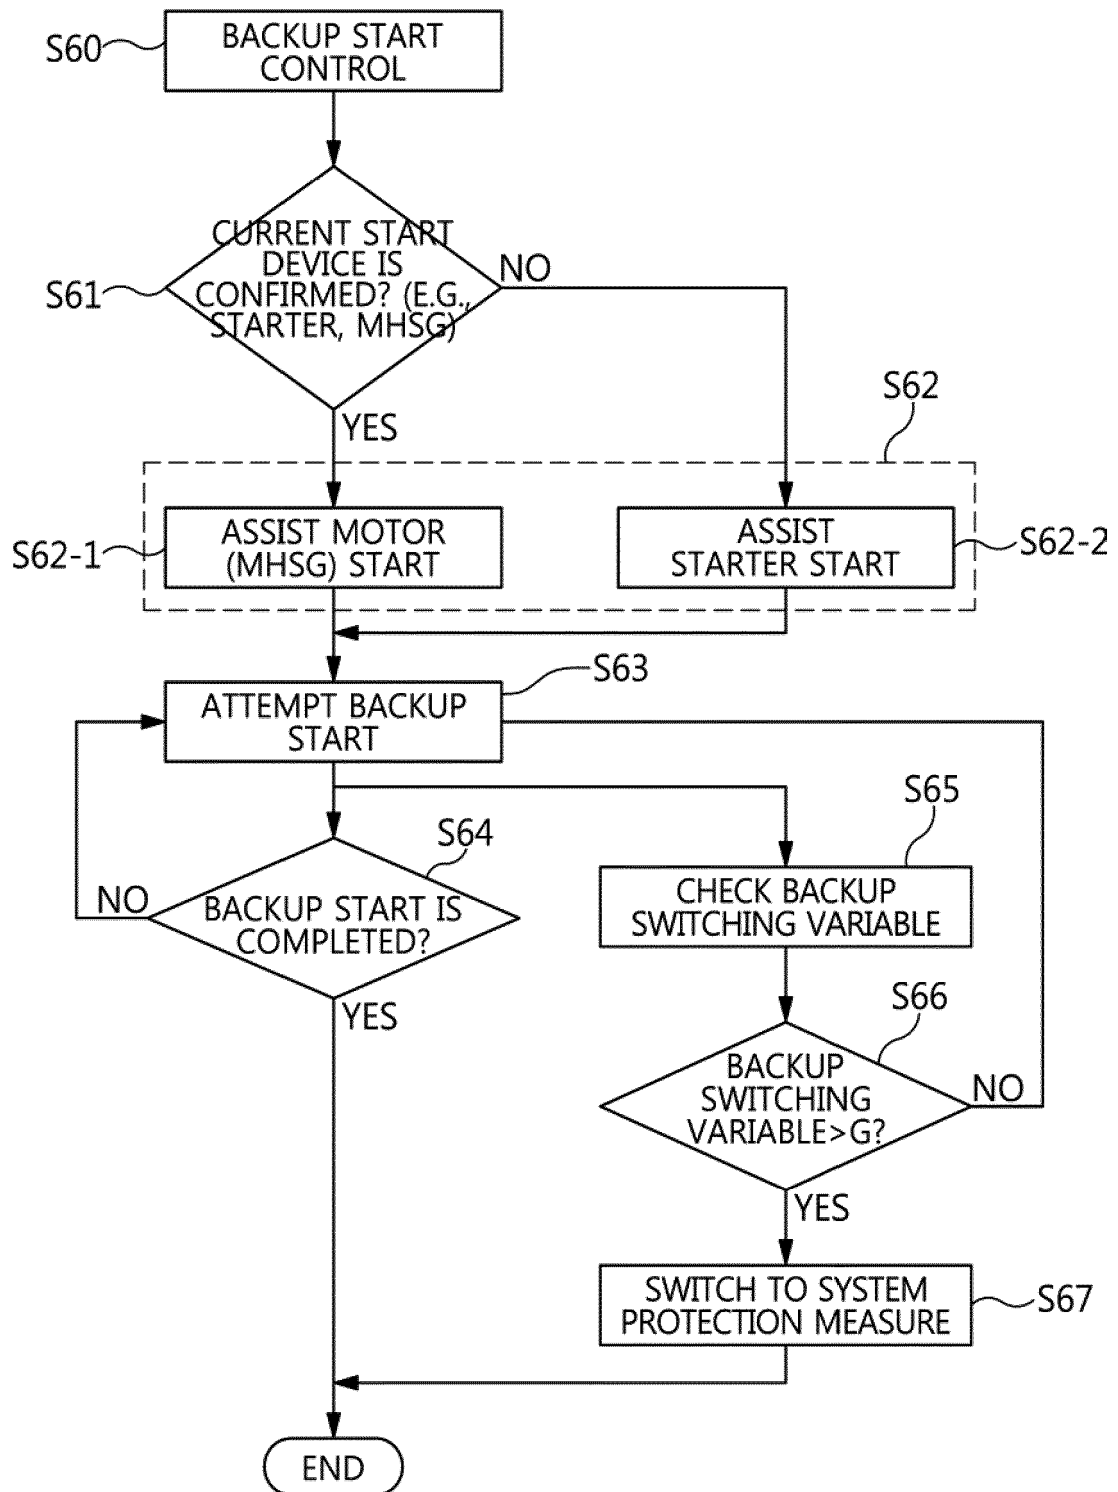 S60
BACKUP START
CONTROL
S61
CURRENT START
DEVICE IS
CONFIRMED? (E.G.,
STARTER, MHSG)
NO
YES
S62
S62-1
ASSIST MOTOR
(MHSG) START
ASSIST
STARTER START
S62-2
S63
ATTEMPT BACKUP
START
S64
NO
BACKUP START IS
COMPLETED?
YES
S65
CHECK BACKUP
SWITCHING VARIABLE
S66
BACKUP
SWITCHING
VARIABLE>G?
NO
YES
SWITCH TO SYSTEM
PROTECTION MEASURE
S67
END